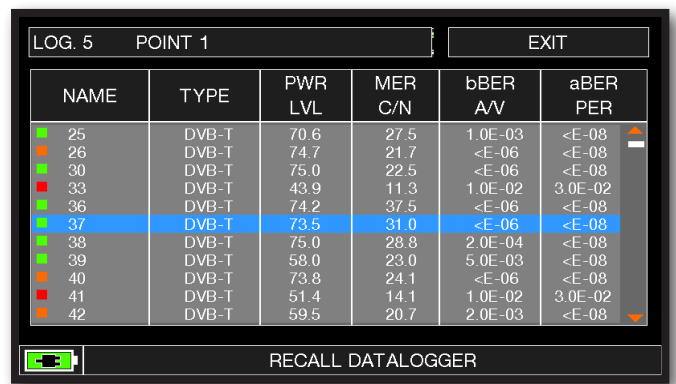 LOG. 5 POINT 1 EXIT
NAME TYPE PWR LVL MER C/N bBER A/V aBER PER
25 DVB-T 70.6 27.5 1.0E-03 <E-08
26 DVB-T 74.7 21.7 <E-06 <E-08
30 DVB-T 75.0 22.5 <E-06 <E-08
33 DVB-T 43.9 11.3 1.0E-02 3.0E-02
36 DVB-T 74.2 37.5 <E-06 <E-08
37 DVB-T 73.5 31.0 <E-06 <E-08
38 DVB-T 75.0 28.8 2.0E-04 <E-08
39 DVB-T 58.0 23.0 5.0E-03 <E-08
40 DVB-T 73.8 24.1 <E-06 <E-08
41 DVB-T 51.4 14.1 1.0E-02 3.0E-02
42 DVB-T 59.5 20.7 2.0E-03 <E-08
RECALL DATALOGGER